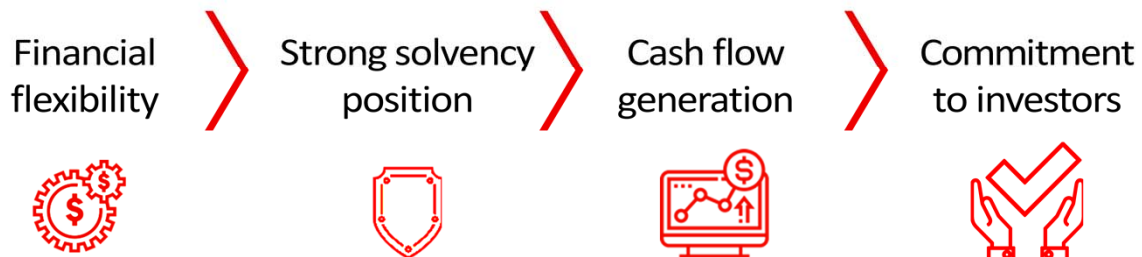 Financial
flexibility
Strong solvency
position
Cash flow
generation
Commitment
to investors
$
$
$